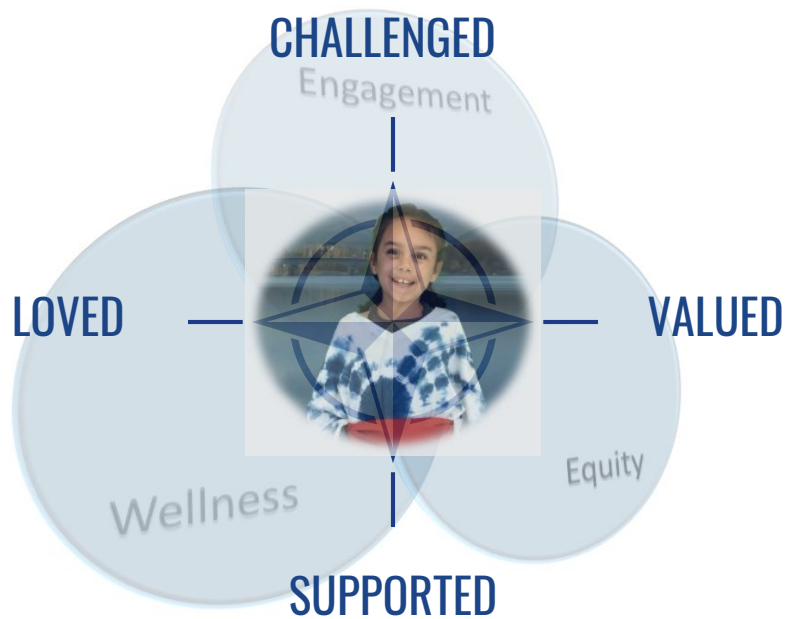 CHALLENGED
Engagement
LOVED
VALUED
Equity
Wellness
SUPPORTED